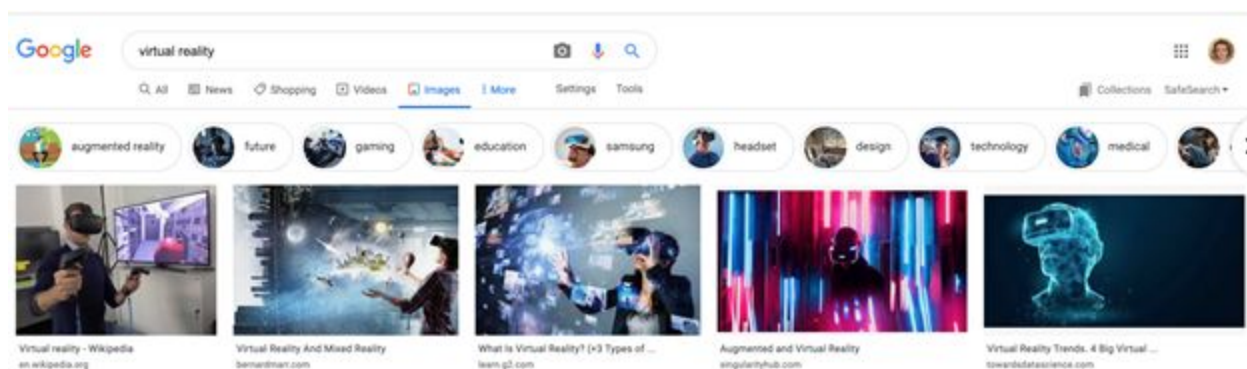 Google
virtual reality
All News Shopping Videos Images More Settings Tools
Collections SafeSearch
augmented reality future gaming education samsung headset design technology medical
Virtual reality - Wikipedia
en.wikipedia.org
Virtual Reality And Mixed Reality
bernardmarr.com
What Is Virtual Reality? (+3 Types of ...
learn.g2.com
Augmented and Virtual Reality
singularityhub.com
Virtual Reality Trends. 4 Big Virtual ...
towardsdatascience.com